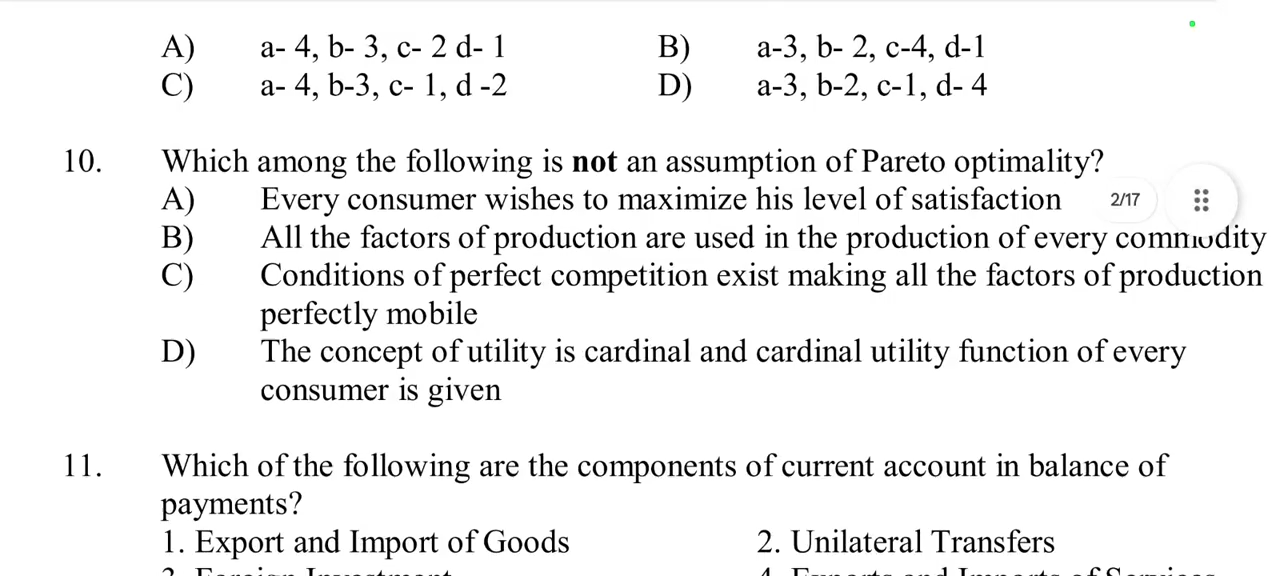 A) a- 4, b- 3, c- 2 d- 1 B) a-3, b- 2, c-4, d-1
C) a- 4, b-3, c- 1, d -2 D) a-3, b-2, c-1, d- 4
10. Which among the following is not an assumption of Pareto optimality?
A) Every consumer wishes to maximize his level of satisfaction 2/17
B) All the factors of production are used in the production of every commodity
C) Conditions of perfect competition exist making all the factors of production
perfectly mobile
D) The concept of utility is cardinal and cardinal utility function of every
consumer is given
11. Which of the following are the components of current account in balance of
payments?
1. Export and Import of Goods 2. Unilateral Transfers